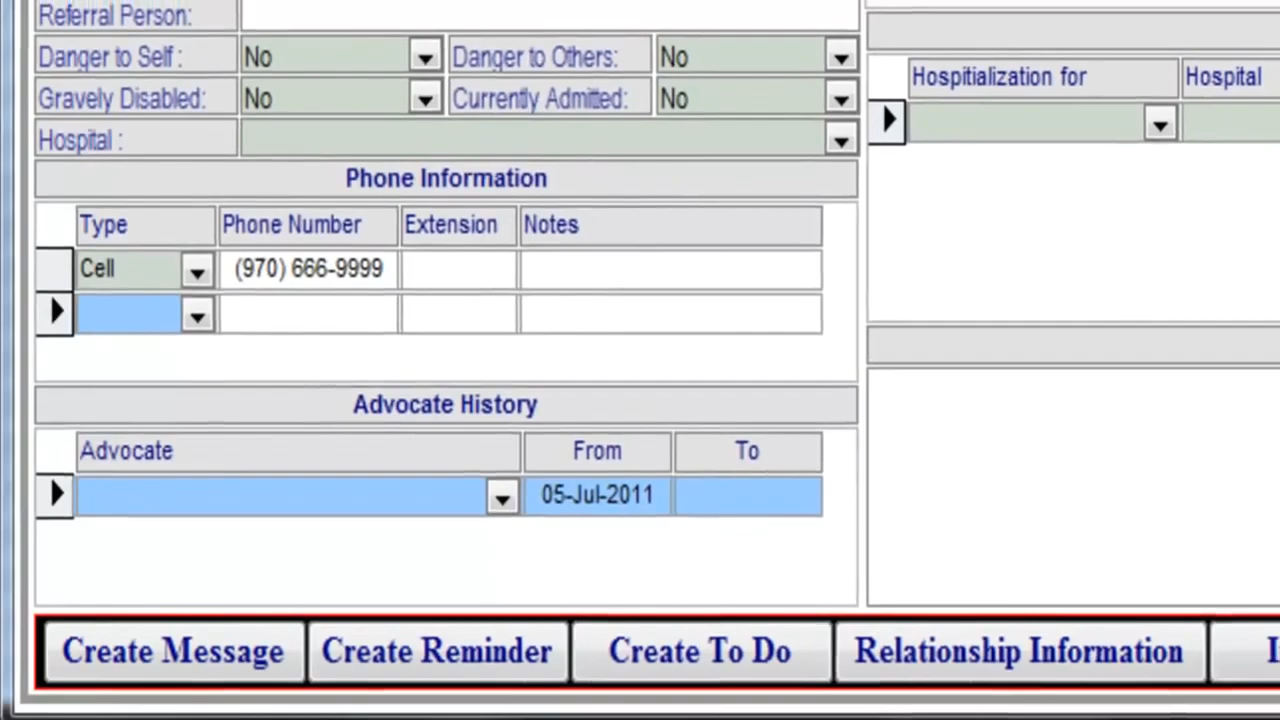 Referral Person:
Danger to Self : No Danger to Others: No
Gravely Disabled: No Currently Admitted: No
Hospital :
Phone Information
Type Phone Number Extension Notes
Cell (970) 666-9999
Advocate History
Advocate From To
05-Jul-2011
Hospitialization for Hospital
Create Message Create Reminder Create To Do Relationship Information